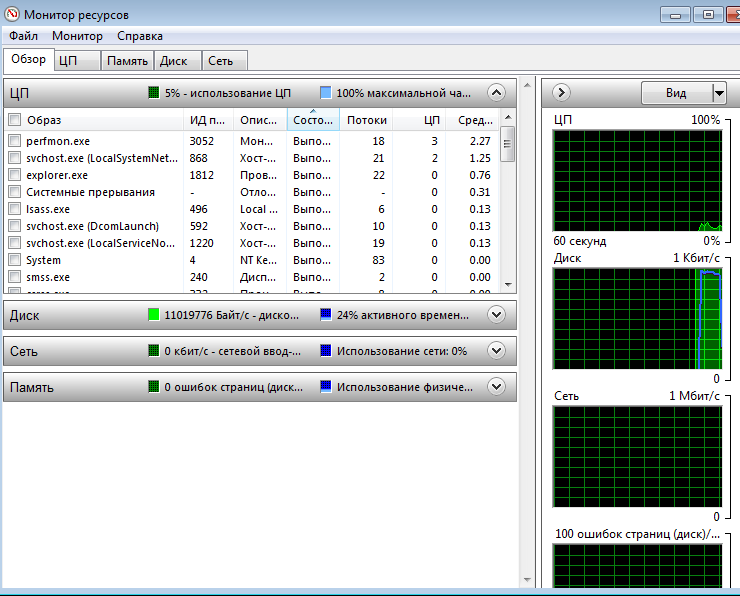 Монитор ресурсов
Файл Монитор Справка
Обзор ЦП Память Диск Сеть
ЦП 5% - использование ЦП 100% максимальной ча...
Образ ИД п... Опис... Состо... Потоки ЦП Сред...
perfmon.exe 3052 Мон... Выпо... 18 3 2.27
svchost.exe (LocalSystemNet... 868 Хост-... Выпо... 21 2 1.25
explorer.exe 1812 Пров... Выпо... 22 0 0.76
Системные прерывания - Отло... Выпо... - 0 0.31
lsass.exe 496 Local ... Выпо... 6 0 0.13
svchost.exe (DcomLaunch) 592 Хост-... Выпо... 10 0 0.13
svchost.exe (LocalServiceNo... 1220 Хост-... Выпо... 19 0 0.13
System 4 NT Ke... Выпо... 83 0 0.00
smss.exe 240 Дисп... Выпо... 2 0 0.00
Диск 11019776 Байт/с - диско... 24% активного времен...
Сеть 0 кбит/с - сетевой ввод-... Использование сети: 0%
Память 0 ошибок страниц (диск... Использование физиче...
Вид
ЦП 100%
60 секунд 0%
Диск 1 Кбит/с
0
Сеть 1 Мбит/с
0
100 ошибок страниц (диск)/...